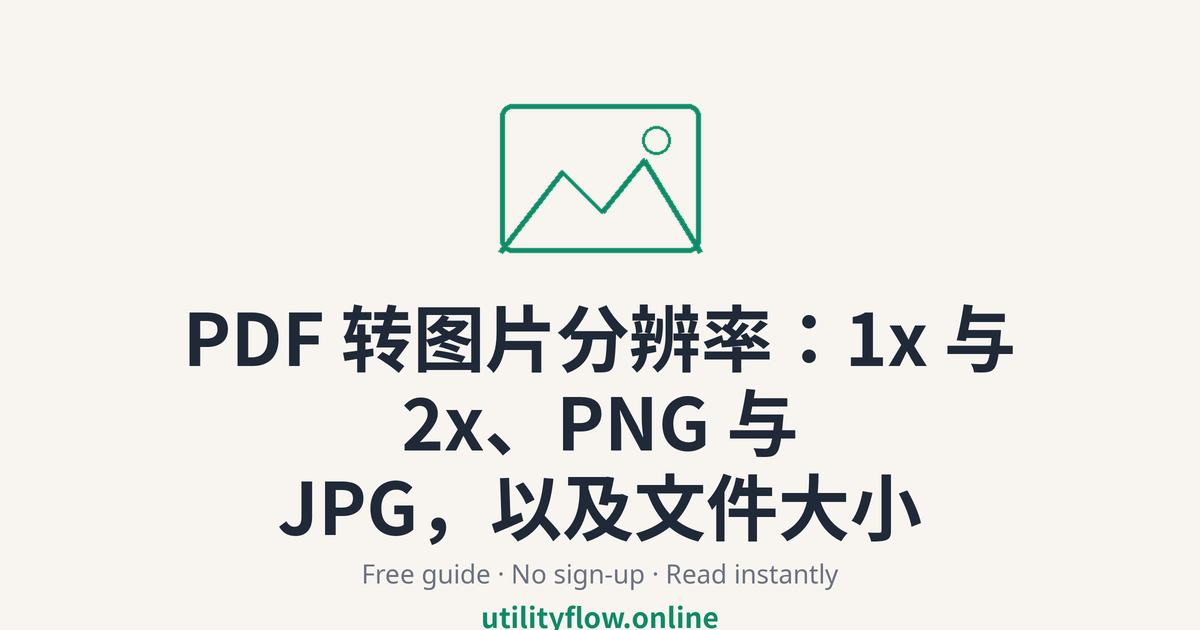 PDF 转图片分辨率：1x 与
2x、PNG 与
JPG，以及文件大小
Free guide · No sign-up · Read instantly
utilityflow.online